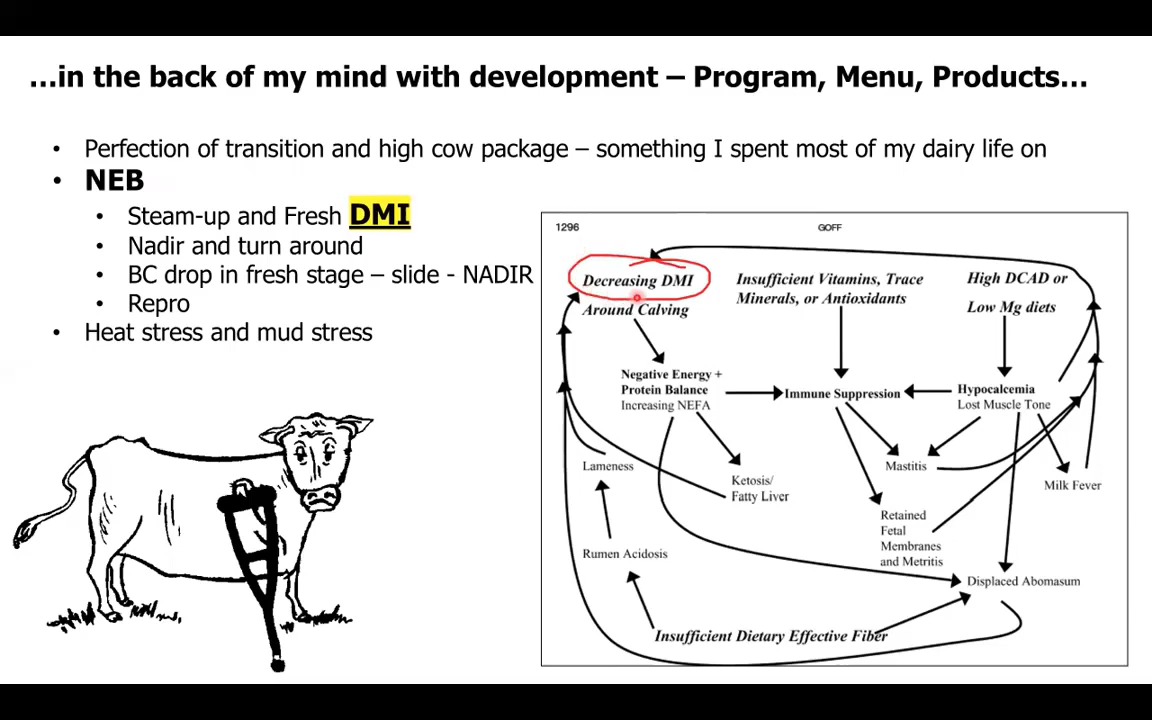 …in the back of my mind with development – Program, Menu, Products…
• Perfection of transition and high cow package – something I spent most of my dairy life on
• NEB
• Steam-up and Fresh DMI
• Nadir and turn around
• BC drop in fresh stage – slide - NADIR
• Repro
• Heat stress and mud stress
1296
GOFF
Decreasing DMI
Around Calving
Insufficient Vitamins, Trace
Minerals, or Antioxidants
High DCAD or
Low Mg diets
Negative Energy +
Protein Balance
Increasing NEFA
Immune Suppression
Hypocalcemia
Lost Muscle Tone
Lameness
Ketosis/
Fatty Liver
Mastitis
Milk Fever
Retained
Fetal
Membranes
and Metritis
Rumen Acidosis
Displaced Abomasum
Insufficient Dietary Effective Fiber